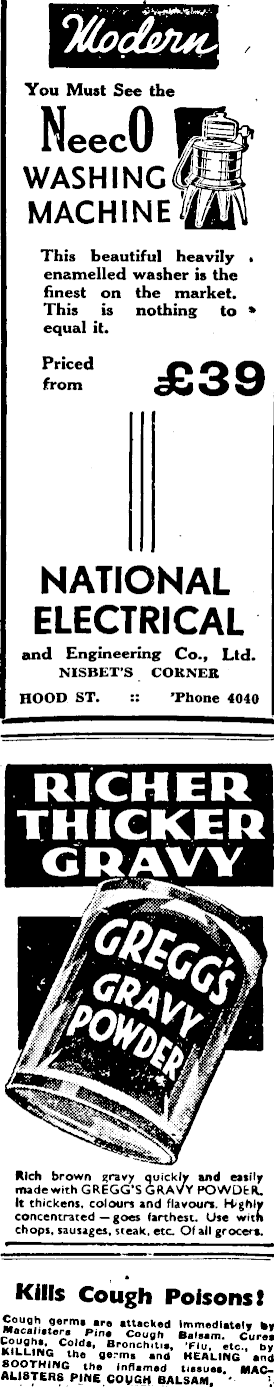 Modern
You Must See the
NeecO
WASHING
MACHINE
This beautiful heavily
enamelled washer is the
finest on the market.
This is nothing to
equal it.
Priced
from £39
NATIONAL
ELECTRICAL
and Engineering Co., Ltd.
NISBET'S CORNER
HOOD ST. :: 'Phone 4040
RICHER
THICKER
GRAVY
GREGG'S
GRAVY
POWDER
Rich brown gravy quickly and easily
made with GREGG'S GRAVY POWDER.
It thickens, colours and flavours. Highly
concentrated — goes farthest. Use with
chops, sausages, steak, etc. Of all grocers.
Kills Cough Poisons!
Cough germs are attacked immediately by
Macalisters Pine Cough Balsam. Cures
Coughs, Colds, Bronchitis, 'Flu, etc., by
KILLING the germs and HEALING and
SOOTHING the inflamed tissues, MAC-
ALISTERS PINE COUGH BALSAM,